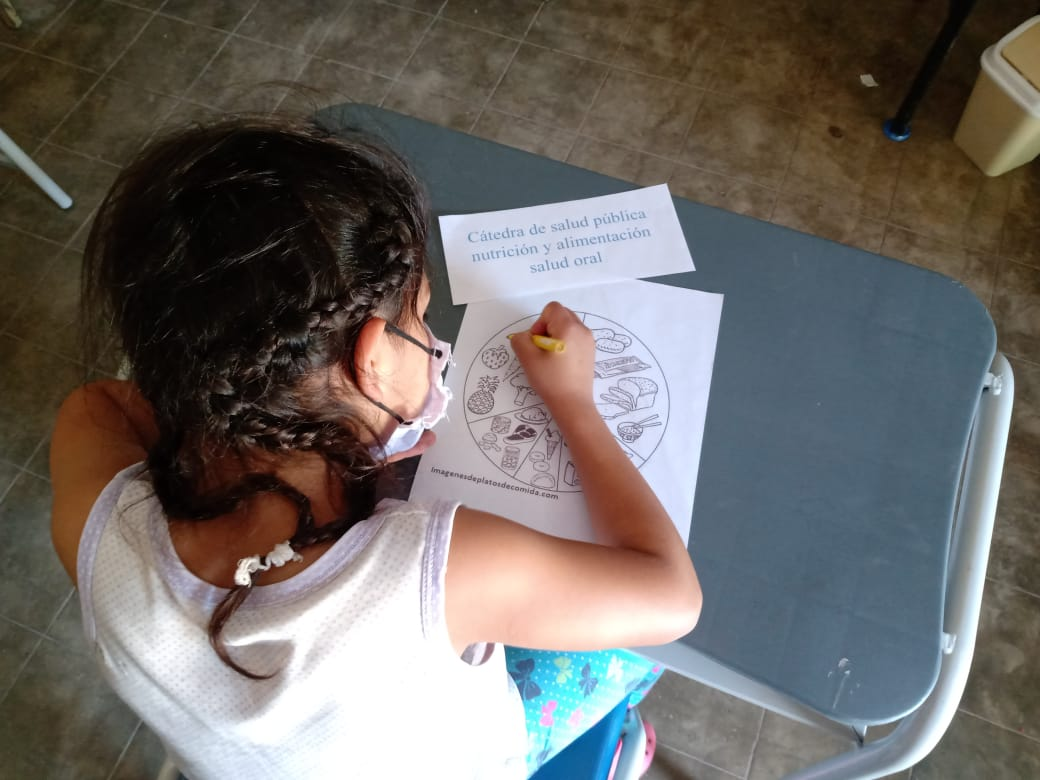 Cátedra de salud pública
nutrición y alimentación
salud oral
Imagenesdeplatosdecomida.com